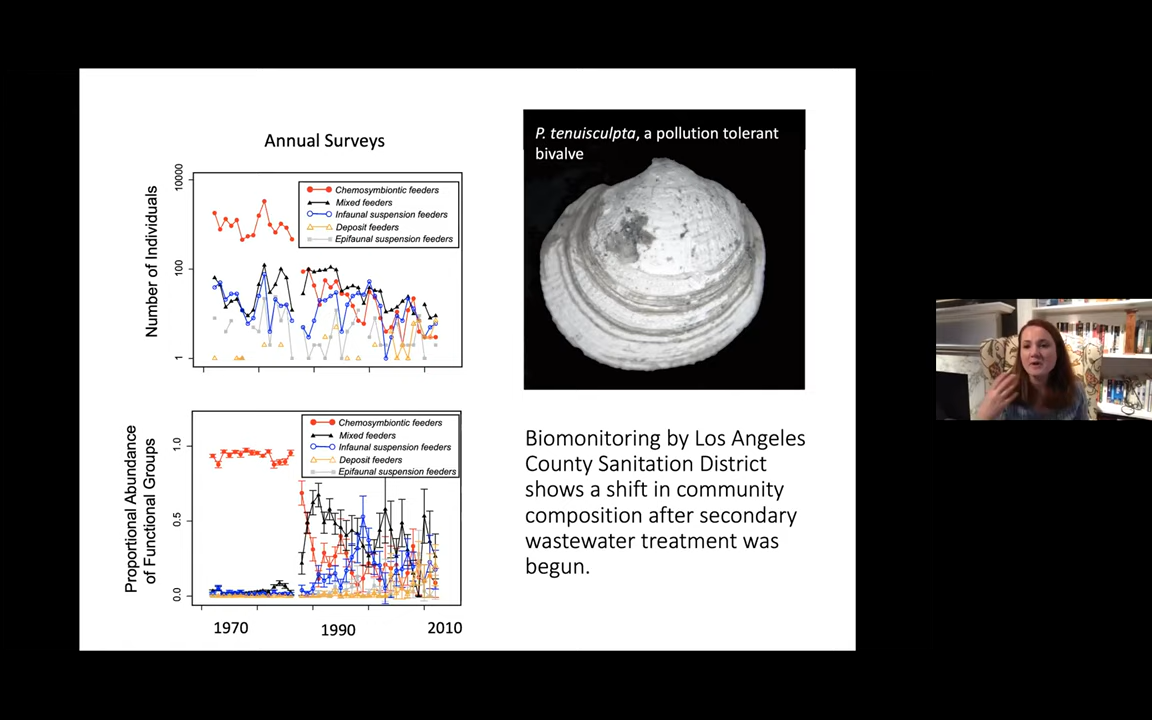 Annual Surveys
Number of Individuals
10000
100
1
Chemosymbiontic feeders
Mixed feeders
Infaunal suspension feeders
Deposit feeders
Epifaunal suspension feeders
Proportional Abundance
of Functional Groups
1.0
0.5
0.0
Chemosymbiontic feeders
Mixed feeders
Infaunal suspension feeders
Deposit feeders
Epifaunal suspension feeders
1970
1990
2010
P. tenuisculpta, a pollution tolerant
bivalve
Biomonitoring by Los Angeles
County Sanitation District
shows a shift in community
composition after secondary
wastewater treatment was
begun.